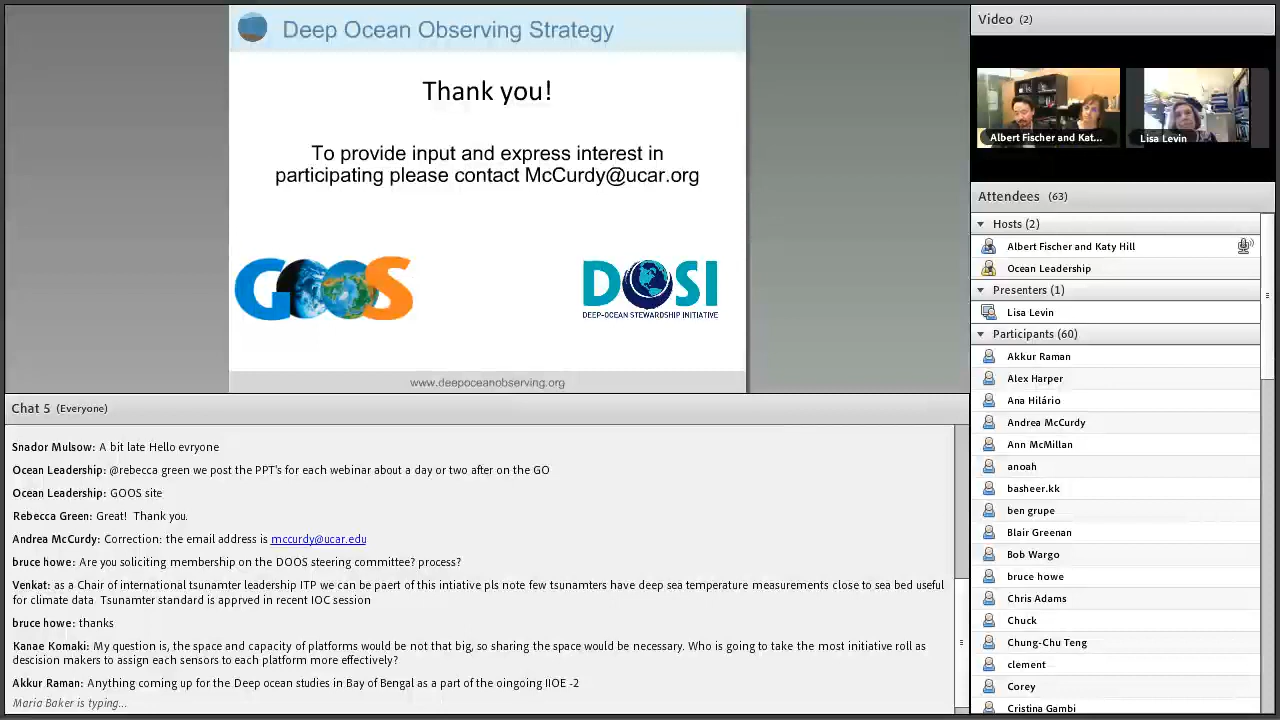 Deep Ocean Observing Strategy
Thank you!
To provide input and express interest in
participating please contact McCurdy@ucar.org
GOOS
DOSI
DEEP-OCEAN STEWARDSHIP INITIATIVE
www.deepoceanobserving.org
Chat 5 (Everyone)
Snador Mulsow: A bit late Hello evryone
Ocean Leadership: @rebecca green we post the PPT's for each webinar about a day or two after on the GO
Ocean Leadership: GOOS site
Rebecca Green: Great! Thank you.
Andrea McCurdy: Correction: the email address is mccurdy@ucar.edu
bruce howe: Are you soliciting membership on the DOOS steering committee? process?
Venkat: as a Chair of international tsunamter leadership ITP we can be paert of this intiative pls note few tsunamters have deep sea temperature measurements close to sea bed useful
for climate data Tsunamter standard is apprved in recent IOC session
bruce howe: thanks
Kanae Komaki: My question is, the space and capacity of platforms would be not that big, so sharing the space would be necessary. Who is going to take the most initiative roll as
descision makers to assign each sensors to each platform more effectively?
Akkur Raman: Anything coming up for the Deep ocean studies in Bay of Bengal as a part of the oingoing IIOE -2
Maria Baker is typing...
Video (2)
Albert Fischer and Kat...
Lisa Levin
Attendees (63)
Hosts (2)
Albert Fischer and Katy Hill
Ocean Leadership
Presenters (1)
Lisa Levin
Participants (60)
Akkur Raman
Alex Harper
Ana Hilário
Andrea McCurdy
Ann McMillan
anoah
basheer.kk
ben grupe
Blair Greenan
Bob Wargo
bruce howe
Chris Adams
Chuck
Chung-Chu Teng
clement
Corey
Cristina Gambi